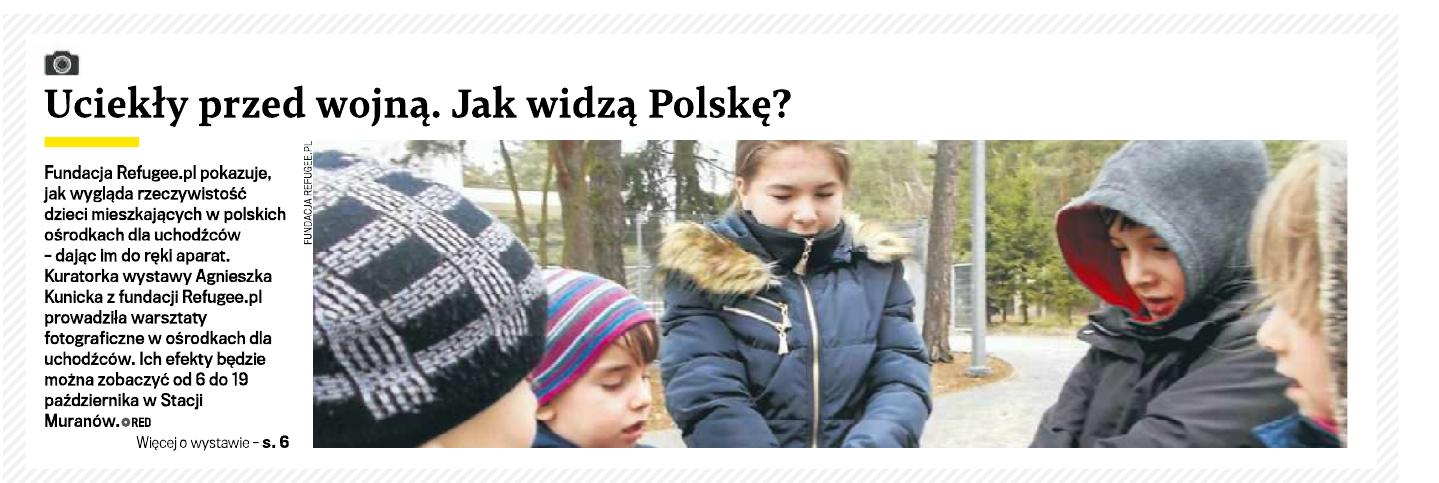 Uciekły przed wojną. Jak widzą Polskę?
Fundacja Refugee.pl pokazuje,
jak wygląda rzeczywistość
dzieci mieszkających w polskich
ośrodkach dla uchodźców
– dając im do ręki aparat.
Kuratorka wystawy Agnieszka
Kunicka z fundacji Refugee.pl
prowadziła warsztaty
fotograficzne w ośrodkach dla
uchodźców. Ich efekty będzie
można zobaczyć od 6 do 19
października w Stacji
Muranów. RED
Więcej o wystawie – s. 6
FUNDACJA REFUGEE.PL